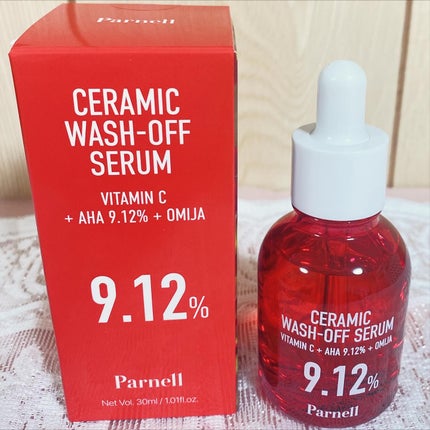 Parnell
CERAMIC
WASH-OFF
SERUM
VITAMIN C
+ AHA 9.12% + OMIJA
9.12%
Parnell
Net Vol. 30ml / 1.01fl.oz.
CERAMIC
WASH-OFF SERUM
VITAMIN C + AHA 9.12% + OMIJA
9.12%
Parnell